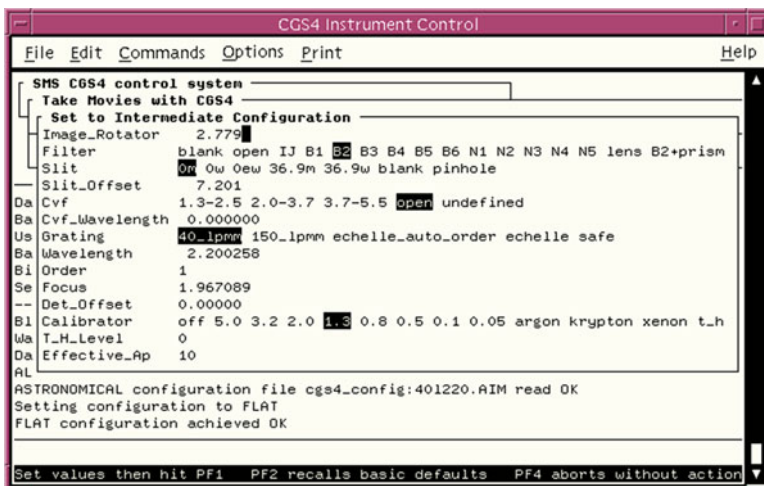 CGS4 Instrument Control
File Edit Commands Options Print Help
SMS CGS4 control system
Take Movies with CGS4
Set to Intermediate Configuration
Image_Rotator 2.779
Filter blank open IJ B1 B2 B3 B4 B5 B6 N1 N2 N3 N4 N5 lens B2+prism
Slit 0m 0w 0ew 36.9m 36.9w blank pinhole
Slit_Offset 7.201
Da Cvf 1.3-2.5 2.0-3.7 3.7-5.5 open undefined
Ba Cvf_Wavelength 0.000000
Us Grating 40_lpmm 150_lpmm echelle_auto_order echelle safe
Ba Wavelength 2.200258
Bi Order 1
Se Focus 1.967089
-- Det_Offset 0.00000
Bl Calibrator off 5.0 3.2 2.0 1.3 0.8 0.5 0.1 0.05 argon krypton xenon t_h
Wa T_H_Level 0
Da Effective_Ap 10
AL
ASTRONOMICAL configuration file cgs4_config:401220.AIM read OK
Setting configuration to FLAT
FLAT configuration achieved OK
Set values then hit PF1 PF2 recalls basic defaults PF4 aborts without action